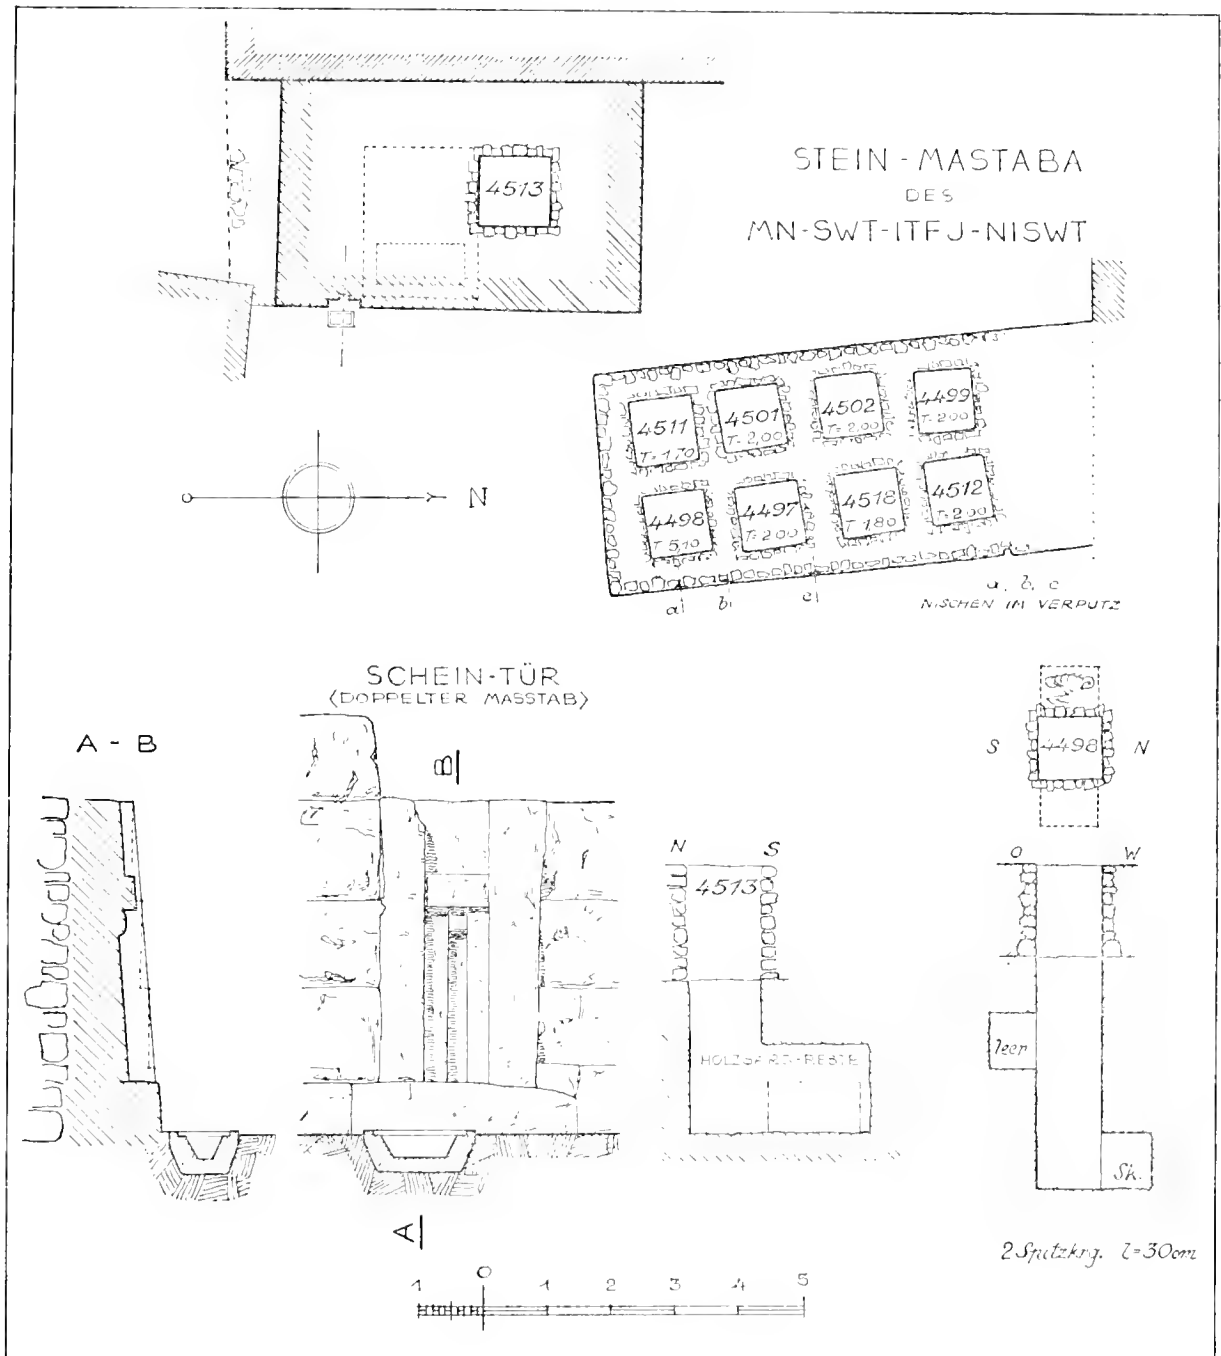 4513
STEIN-MASTABA
DES
MN-SWT-ITFJ-NISWT
N
4511
T=1,70
4501
T=2,00
4502
T=2,00
4499
T=2.00
4498
T 5,10
4497
T=2.00
4518
T 1,80
4512
T=2.00
a
b
c
a, b, c
NISCHEN IM VERPUTZ
SCHEIN-TÜR
(DOPPELTER MASSTAB)
A - B
B
A
N
S
4513
HOLZSARG-RESTE
S
4498
N
O
W
leer
Sk.
2 Spitzkrg. l=30cm
1 0 1 2 3 4 5